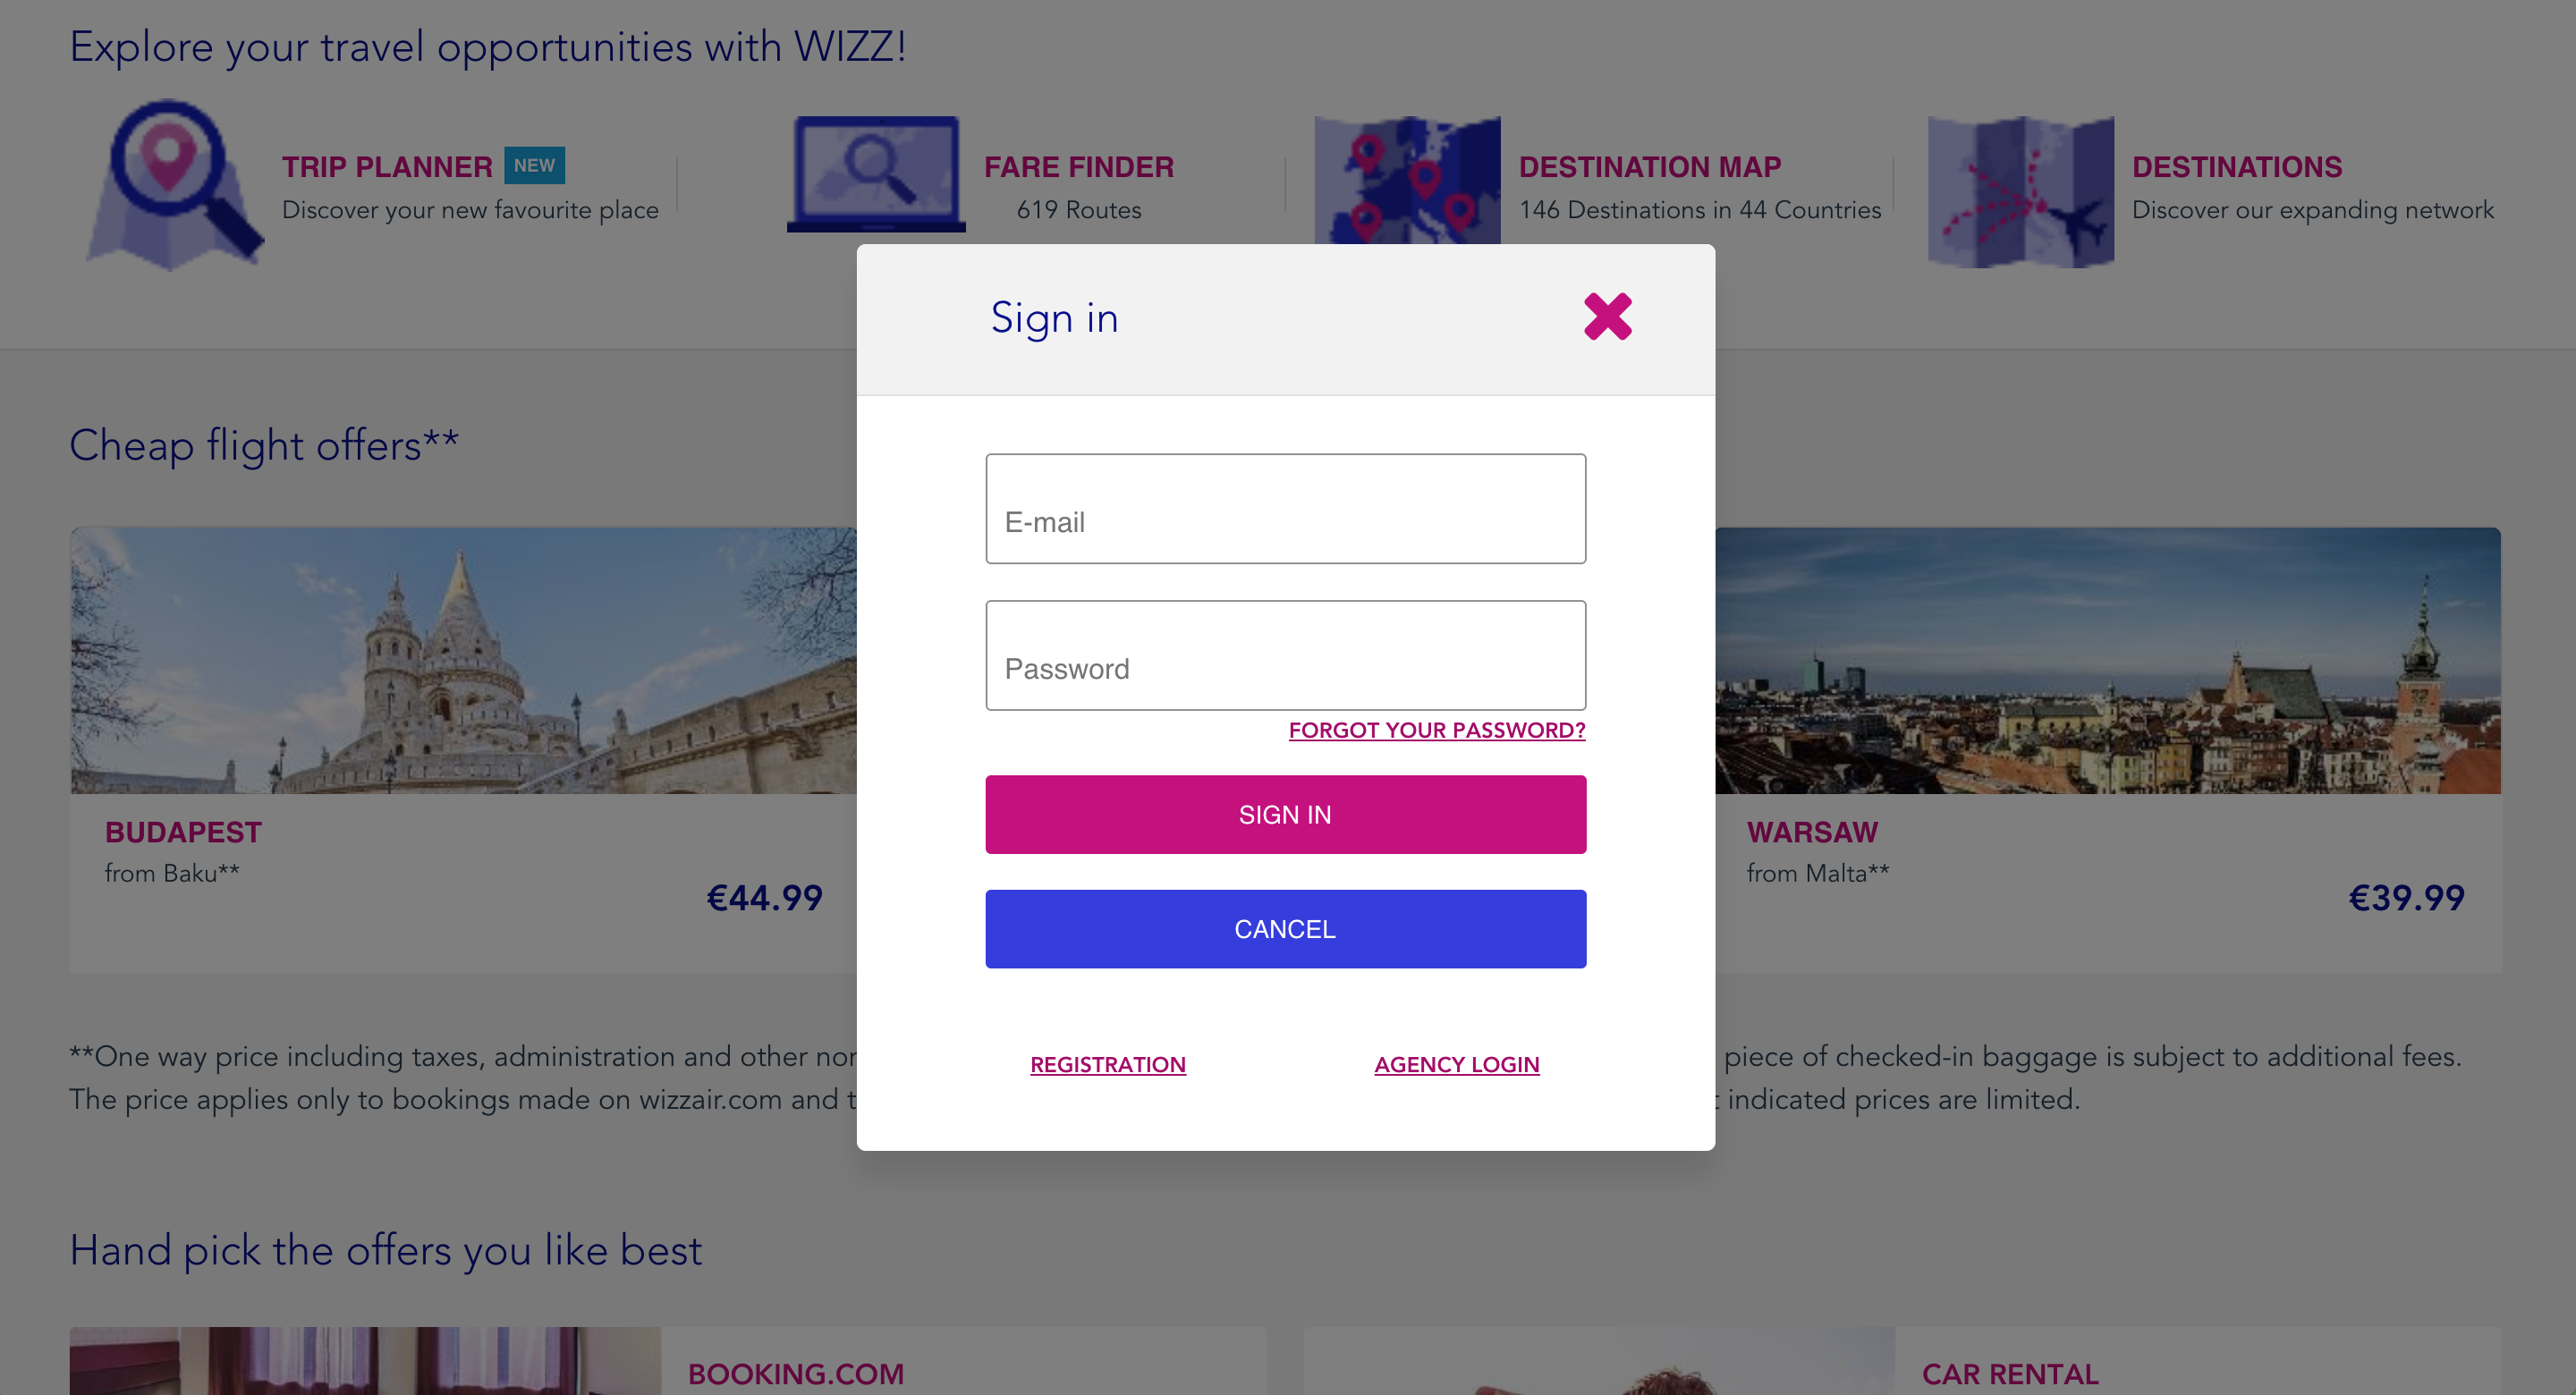 Explore your travel opportunities with WIZZ!
TRIP PLANNER NEW
Discover your new favourite place
FARE FINDER
619 Routes
DESTINATION MAP
146 Destinations in 44 Countries
DESTINATIONS
Discover our expanding network
Sign in
E-mail
Password
FORGOT YOUR PASSWORD?
SIGN IN
CANCEL
REGISTRATION
AGENCY LOGIN
Cheap flight offers**
BUDAPEST
from Baku**
€44.99
WARSAW
from Malta**
€39.99
**One way price including taxes, administration and other piece of checked-in baggage is subject to additional fees.
The price applies only to bookings made on wizzair.com and indicated prices are limited.
Hand pick the offers you like best
BOOKING.COM
CAR RENTAL